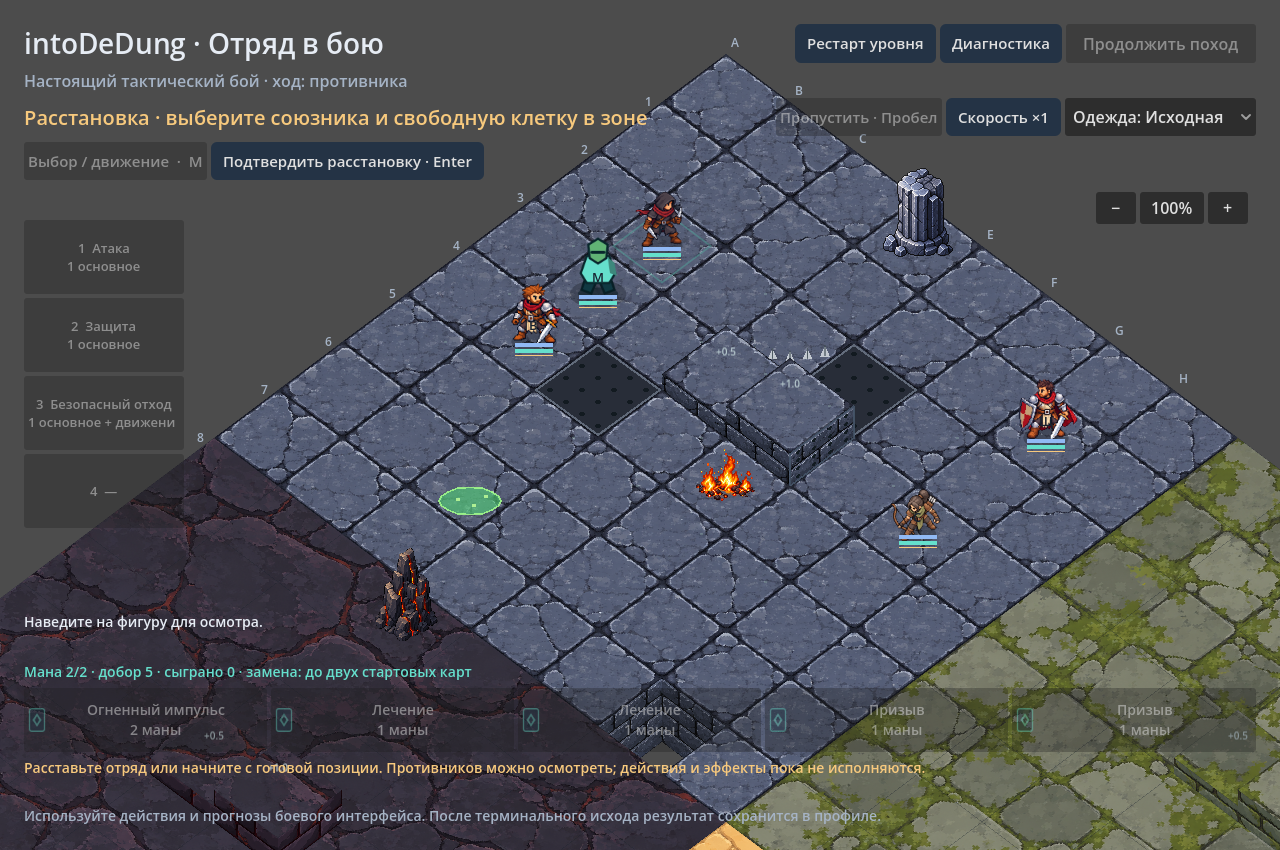 intoDeDung · Отряд в бою
Настоящий тактический бой · ход: противника
Расстановка · выберите союзника и свободную клетку в зоне
Рестарт уровня
Диагностика
Продолжить поход
Пропустить · Пробел
Скорость ×1
Одежда: Исходная
Выбор / движение · М
Подтвердить расстановку · Enter
−
100%
+
A
B
C
E
F
G
H
1
2
3
4
5
6
7
8
1 Атака
1 основное
2 Защита
1 основное
3 Безопасный отход
1 основное + движени
4 —
M
+0.5
+1.0
Наведите на фигуру для осмотра.
Мана 2/2 · добор 5 · сыграно 0 · замена: до двух стартовых карт
Огненный импульс
2 маны
+0.5
Лечение
1 маны
Лечение
1 маны
Призыв
1 маны
Призыв
1 маны
+0.5
Расставьте отряд или начните с готовой позиции. Противников можно осмотреть; действия и эффекты пока не исполняются.
Используйте действия и прогнозы боевого интерфейса. После терминального исхода результат сохранится в профиле.